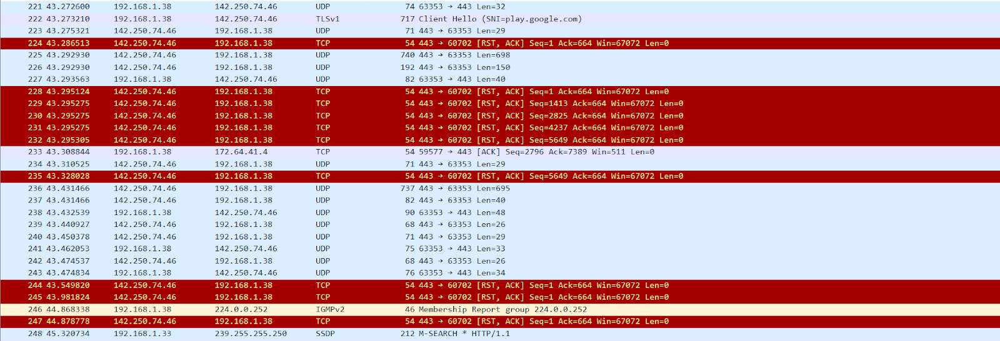 221 43.272600 192.168.1.38 142.250.74.46 UDP 74 63353 → 443 Len=32
222 43.273210 192.168.1.38 142.250.74.46 TLSv1 717 Client Hello (SNI=play.google.com)
223 43.275321 142.250.74.46 192.168.1.38 UDP 71 443 → 63353 Len=29
224 43.286513 142.250.74.46 192.168.1.38 TCP 54 443 → 60702 [RST, ACK] Seq=1 Ack=664 Win=67072 Len=0
225 43.292930 142.250.74.46 192.168.1.38 UDP 740 443 → 63353 Len=698
226 43.292930 142.250.74.46 192.168.1.38 UDP 192 443 → 63353 Len=150
227 43.293563 192.168.1.38 142.250.74.46 UDP 82 63353 → 443 Len=40
228 43.295124 142.250.74.46 192.168.1.38 TCP 54 443 → 60702 [RST, ACK] Seq=1 Ack=664 Win=67072 Len=0
229 43.295275 142.250.74.46 192.168.1.38 TCP 54 443 → 60702 [RST, ACK] Seq=1413 Ack=664 Win=67072 Len=0
230 43.295275 142.250.74.46 192.168.1.38 TCP 54 443 → 60702 [RST, ACK] Seq=2825 Ack=664 Win=67072 Len=0
231 43.295275 142.250.74.46 192.168.1.38 TCP 54 443 → 60702 [RST, ACK] Seq=4237 Ack=664 Win=67072 Len=0
232 43.295305 142.250.74.46 192.168.1.38 TCP 54 443 → 60702 [RST, ACK] Seq=5649 Ack=664 Win=67072 Len=0
233 43.308844 192.168.1.38 172.64.41.4 TCP 54 59577 → 443 [ACK] Seq=2796 Ack=7389 Win=511 Len=0
234 43.310525 142.250.74.46 192.168.1.38 UDP 71 443 → 63353 Len=29
235 43.328028 142.250.74.46 192.168.1.38 TCP 54 443 → 60702 [RST, ACK] Seq=5649 Ack=664 Win=67072 Len=0
236 43.431466 142.250.74.46 192.168.1.38 UDP 737 443 → 63353 Len=695
237 43.431466 142.250.74.46 192.168.1.38 UDP 82 443 → 63353 Len=40
238 43.432539 192.168.1.38 142.250.74.46 UDP 90 63353 → 443 Len=48
239 43.440927 142.250.74.46 192.168.1.38 UDP 68 443 → 63353 Len=26
240 43.450378 142.250.74.46 192.168.1.38 UDP 71 443 → 63353 Len=29
241 43.462053 192.168.1.38 142.250.74.46 UDP 75 63353 → 443 Len=33
242 43.474537 142.250.74.46 192.168.1.38 UDP 68 443 → 63353 Len=26
243 43.474834 192.168.1.38 142.250.74.46 UDP 76 63353 → 443 Len=34
244 43.549820 142.250.74.46 192.168.1.38 TCP 54 443 → 60702 [RST, ACK] Seq=1 Ack=664 Win=67072 Len=0
245 43.981824 142.250.74.46 192.168.1.38 TCP 54 443 → 60702 [RST, ACK] Seq=1 Ack=664 Win=67072 Len=0
246 44.868338 192.168.1.38 224.0.0.252 IGMPv2 46 Membership Report group 224.0.0.252
247 44.878778 142.250.74.46 192.168.1.38 TCP 54 443 → 60702 [RST, ACK] Seq=1 Ack=664 Win=67072 Len=0
248 45.320734 192.168.1.33 239.255.255.250 SSDP 212 M-SEARCH * HTTP/1.1